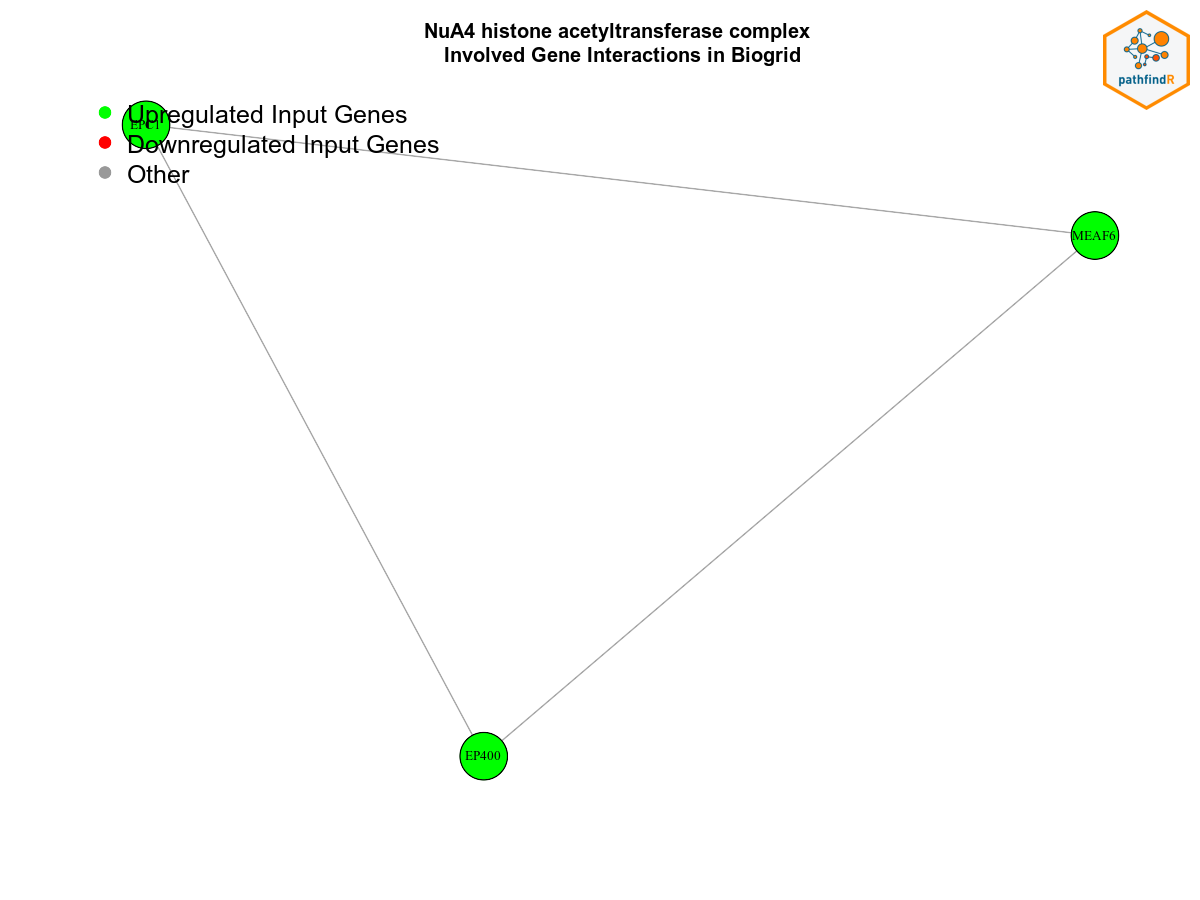 NuA4 histone acetyltransferase complex
Involved Gene Interactions in Biogrid
pathfindR
Upregulated Input Genes
EPC1
Downregulated Input Genes
Other
MEAF6
EP400